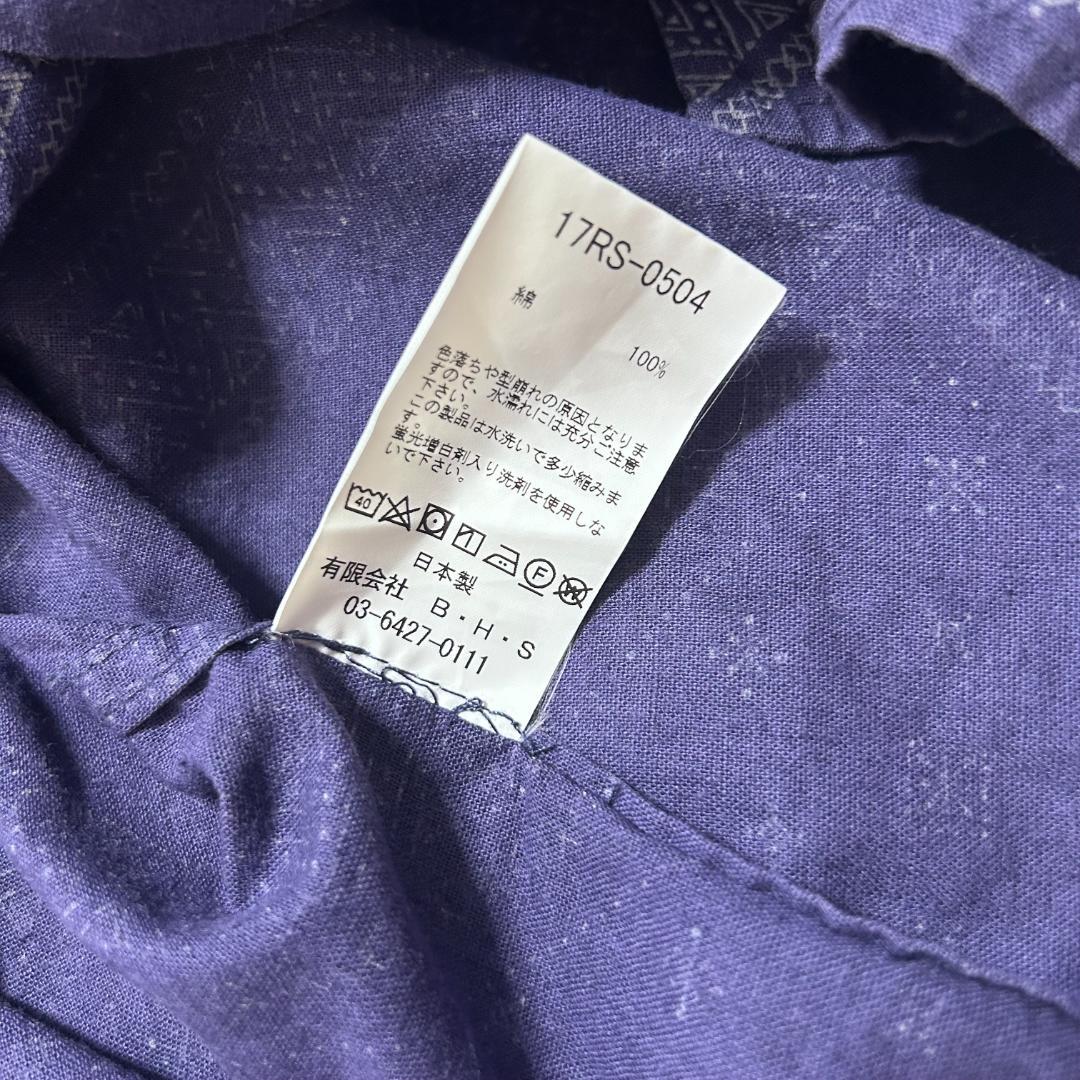 17RS-0504
綿
100%
色落ちや型崩れの原因となりま
すので、水濡れには充分ご注意
下さい。
この製品は水洗いで多少縮みま
す。
蛍光増白剤入り洗剤を使用しな
いで下さい。
40
F
W
日本製
有限会社 B・H・S
03-6427-0111